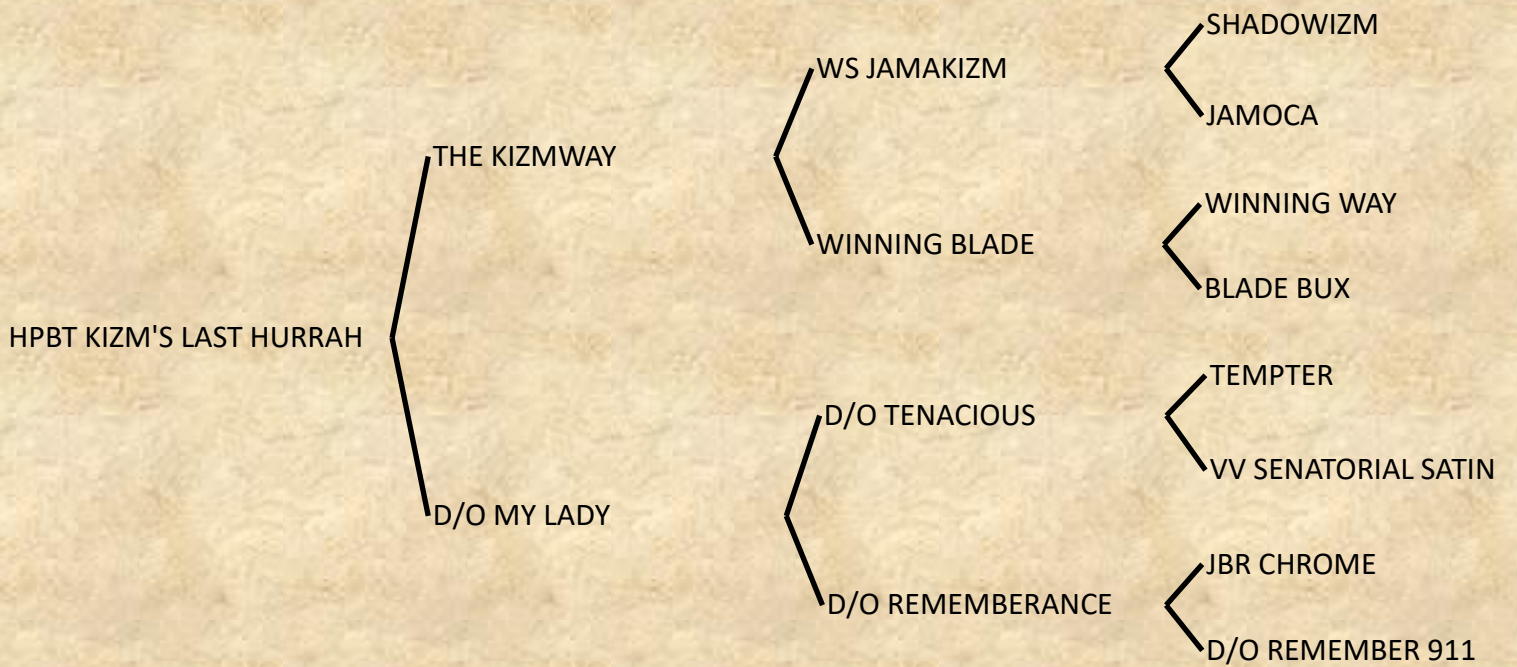 SHADOWIZM
WS JAMAKIZM
JAMOCA
THE KIZMWAY
WINNING WAY
WINNING BLADE
BLADE BUX
HPBT KIZM'S LAST HURRAH
TEMPTER
D/O TENACIOUS
VV SENATORIAL SATIN
D/O MY LADY
JBR CHROME
D/O REMEMBERANCE
D/O REMEMBER 911